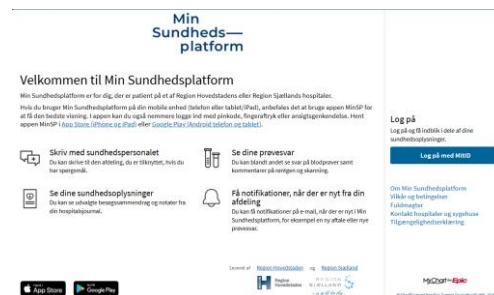 Min
Sundheds—
platform
Velkommen til Min Sundhedsplatform
Min Sundhedsplatform er for dig, der er patient på et af Region Hovedstadens eller Region Sjællands hospitaler.
Hvis du bruger Min Sundhedsplatform på din mobile enhed (telefon eller tablet/iPad), anbefales det at bruge appen MinSP for
at få den bedste visning. I appen kan du også nemmere logge ind med pinkode, fingeraftryk eller ansigtsgenkendelse. Hent
appen MinSP i App Store (iPhone og iPad) eller Google Play (Android telefon og tablet).
Skriv med sundhedspersonalet
Du kan skrive til den afdeling, du er tilknyttet, hvis du
har spørgsmål.
Se dine prøvesvar
Du kan blandt andet se svar på blodprøver samt
kommentarer på røntgen og skanning.
Se dine sundhedsoplysninger
Du kan se udvalgte besøgssammendrag og notater fra
din hospitalsjournal.
Få notifikationer, når der er nyt fra din
afdeling
Du kan få notifikationer på e-mail, når der er nyt i Min
Sundhedsplatform, for eksempel en ny aftale eller nye
prøvesvar.
Leveret af Region Hovedstaden og Region Sjælland
Region
Hovedstaden
REGION
SJÆLLAND
App Store
Google Play
Log på
Log på og få indblik i dele af dine
sundhedsoplysninger.
Log på med MitID
Om Min Sundhedsplatform
Vilkår og betingelser
Fuldmagter
Kontakt hospitaler og sygehuse
Tilgængelighedserklæring
MyChart by Epic